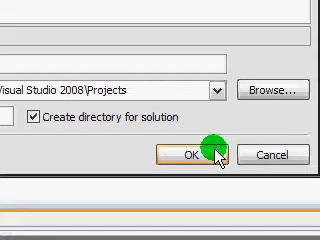 Visual Studio 2008\Projects
Browse...
Create directory for solution
OK
Cancel